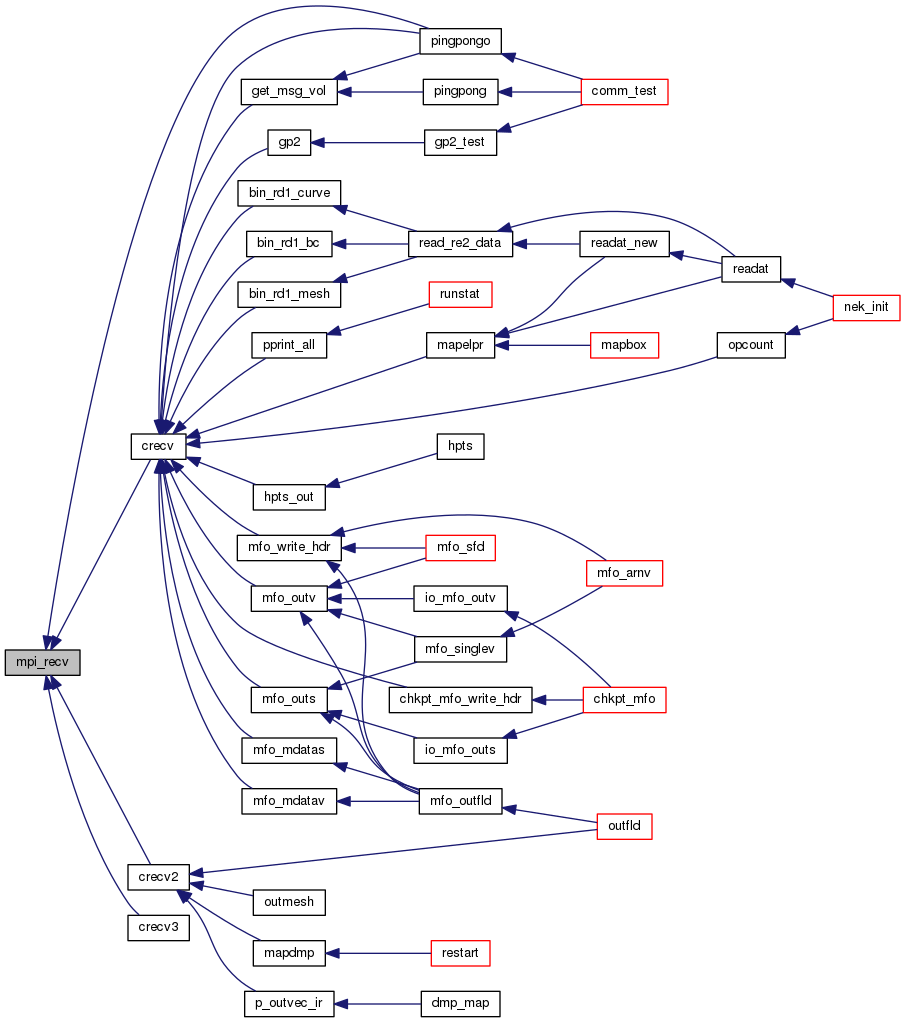 pingpongo
get_msg_vol
pingpong
comm_test
gp2
gp2_test
bin_rd1_curve
bin_rd1_bc
read_re2_data
readat_new
readat
bin_rd1_mesh
runstat
nek_init
pprint_all
mapelpr
mapbox
opcount
crecv
hpts
hpts_out
mfo_write_hdr
mfo_sfd
mfo_arnv
mfo_outv
io_mfo_outv
mfo_singlev
mpi_recv
mfo_outs
chkpt_mfo_write_hdr
chkpt_mfo
mfo_mdatas
io_mfo_outs
mfo_mdatav
mfo_outfld
outfld
crecv2
outmesh
crecv3
mapdmp
restart
p_outvec_ir
dmp_map